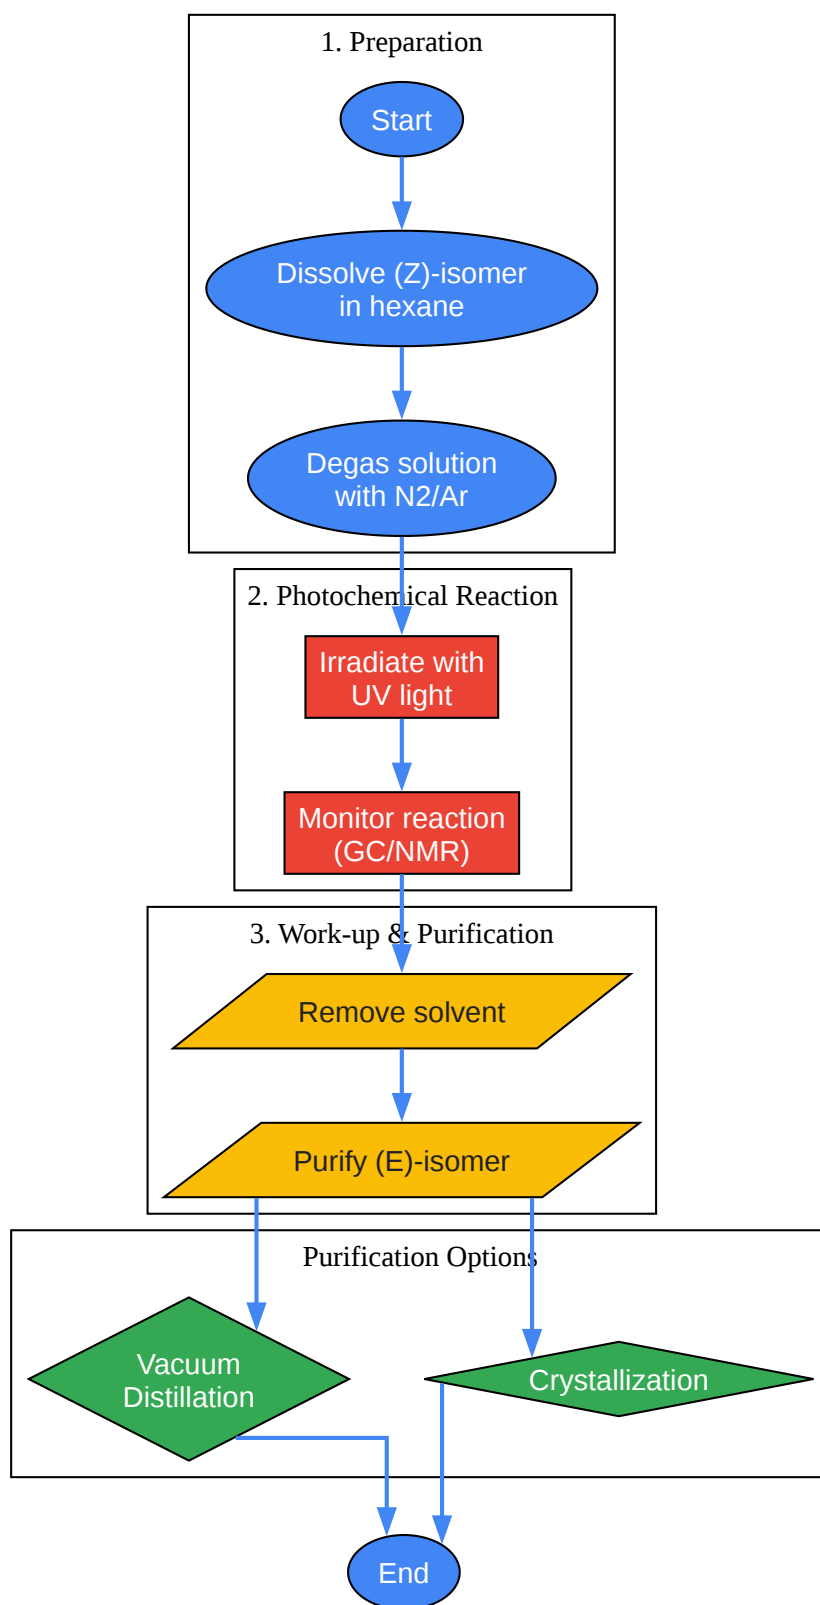 1. Preparation
Start
Dissolve (Z)-isomer
in hexane
Degas solution
with N2/Ar
2. Photochemical Reaction
Irradiate with
UV light
Monitor reaction
(GC/NMR)
3. Work-up & Purification
Remove solvent
Purify (E)-isomer
Purification Options
Vacuum
Distillation
Crystallization
End